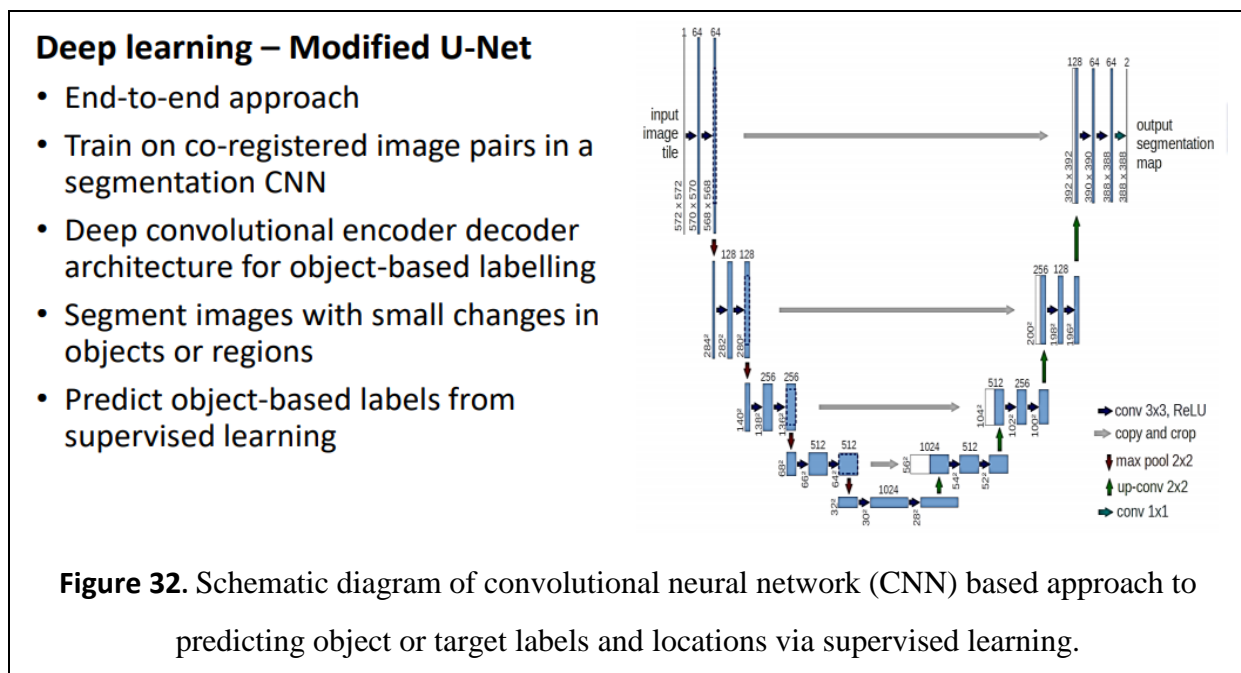 Deep learning – Modified U-Net
• End-to-end approach
• Train on co-registered image pairs in a
segmentation CNN
• Deep convolutional encoder decoder
architecture for object-based labelling
• Segment images with small changes in
objects or regions
• Predict object-based labels from
supervised learning
1 64 64
input
image
tile
572 x 572
570 x 570
568 x 568
128 64 64 2
output
segmentation
map
392 x 392
390 x 390
388 x 388
388 x 388
128 128
284²
282²
280²
256 128
200²
198²
196²
256 256
140²
138²
136²
512 256
104²
102²
100²
512 512
68²
66²
64²
1024 512
56²
54²
52²
1024
32²
30²
28²
conv 3x3, ReLU
copy and crop
max pool 2x2
up-conv 2x2
conv 1x1
Figure 32. Schematic diagram of convolutional neural network (CNN) based approach to
predicting object or target labels and locations via supervised learning.